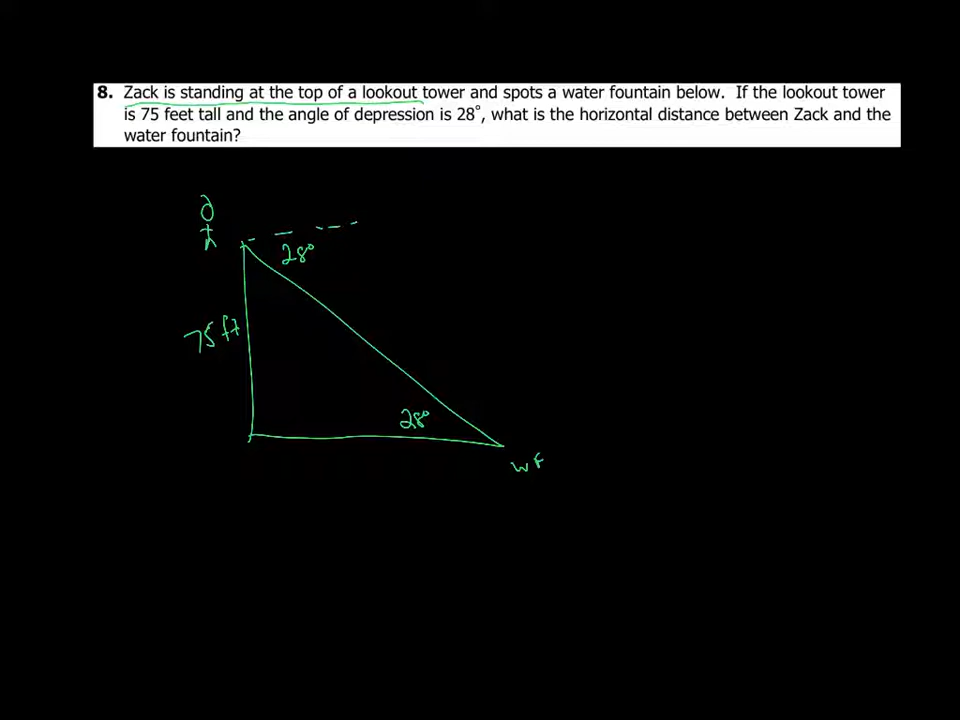 8. Zack is standing at the top of a lookout tower and spots a water fountain below. If the lookout tower
is 75 feet tall and the angle of depression is 28°, what is the horizontal distance between Zack and the
water fountain?
28°
75 ft
28°
WF